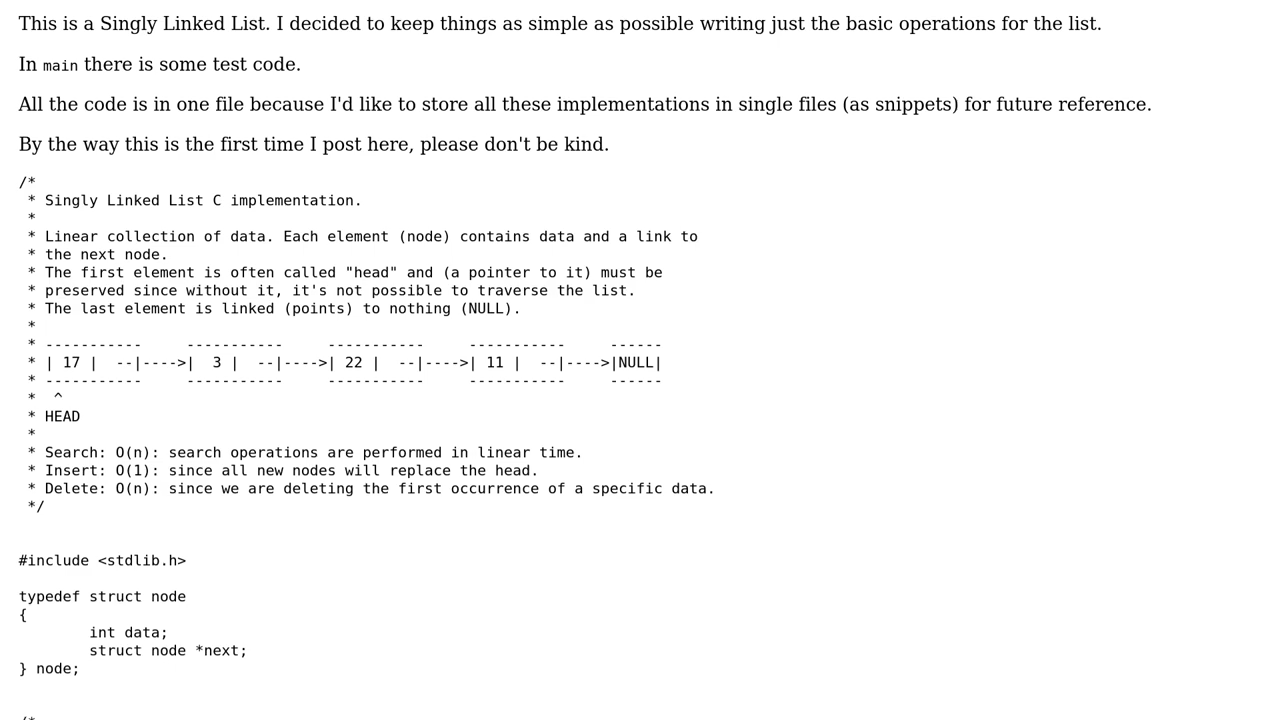 This is a Singly Linked List. I decided to keep things as simple as possible writing just the basic operations for the list.
In main there is some test code.
All the code is in one file because I'd like to store all these implementations in single files (as snippets) for future reference.
By the way this is the first time I post here, please don't be kind.
/*
 * Singly Linked List C implementation.
 *
 * Linear collection of data. Each element (node) contains data and a link to
 * the next node.
 * The first element is often called "head" and (a pointer to it) must be
 * preserved since without it, it's not possible to traverse the list.
 * The last element is linked (points) to nothing (NULL).
 *
 * -----------     -----------     -----------     -----------     ------
 * | 17 |  --|---->|  3 |  --|---->| 22 |  --|---->| 11 |  --|---->|NULL|
 * -----------     -----------     -----------     -----------     ------
 *  ^
 * HEAD
 *
 * Search: O(n): search operations are performed in linear time.
 * Insert: O(1): since all new nodes will replace the head.
 * Delete: O(n): since we are deleting the first occurrence of a specific data.
 */
#include <stdlib.h>
typedef struct node
{
        int data;
        struct node *next;
} node;
/*